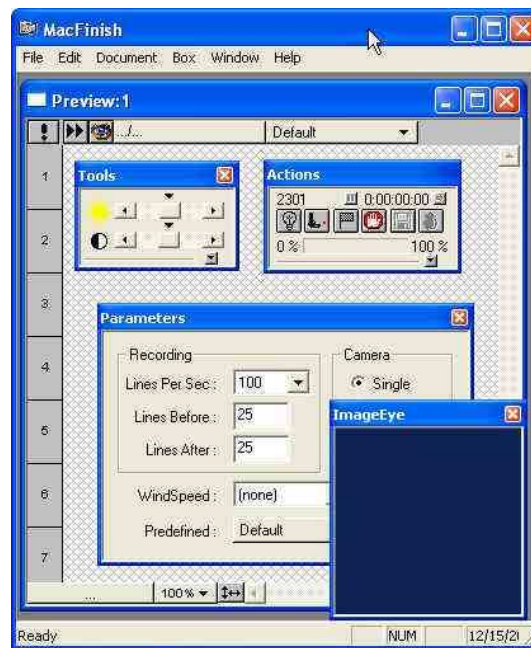 MacFinish
File Edit Document Box Window Help
Preview:1
../... Default
Tools
Actions
2301 0:00:00:00
0 % 100 %
1
2
3
4
5
6
7
Parameters
Recording
Lines Per Sec : 100
Lines Before : 25
Lines After : 25
WindSpeed : (none)
Predefined : Default
Camera
Single
ImageEye
... 100%
Ready NUM 12/15/2